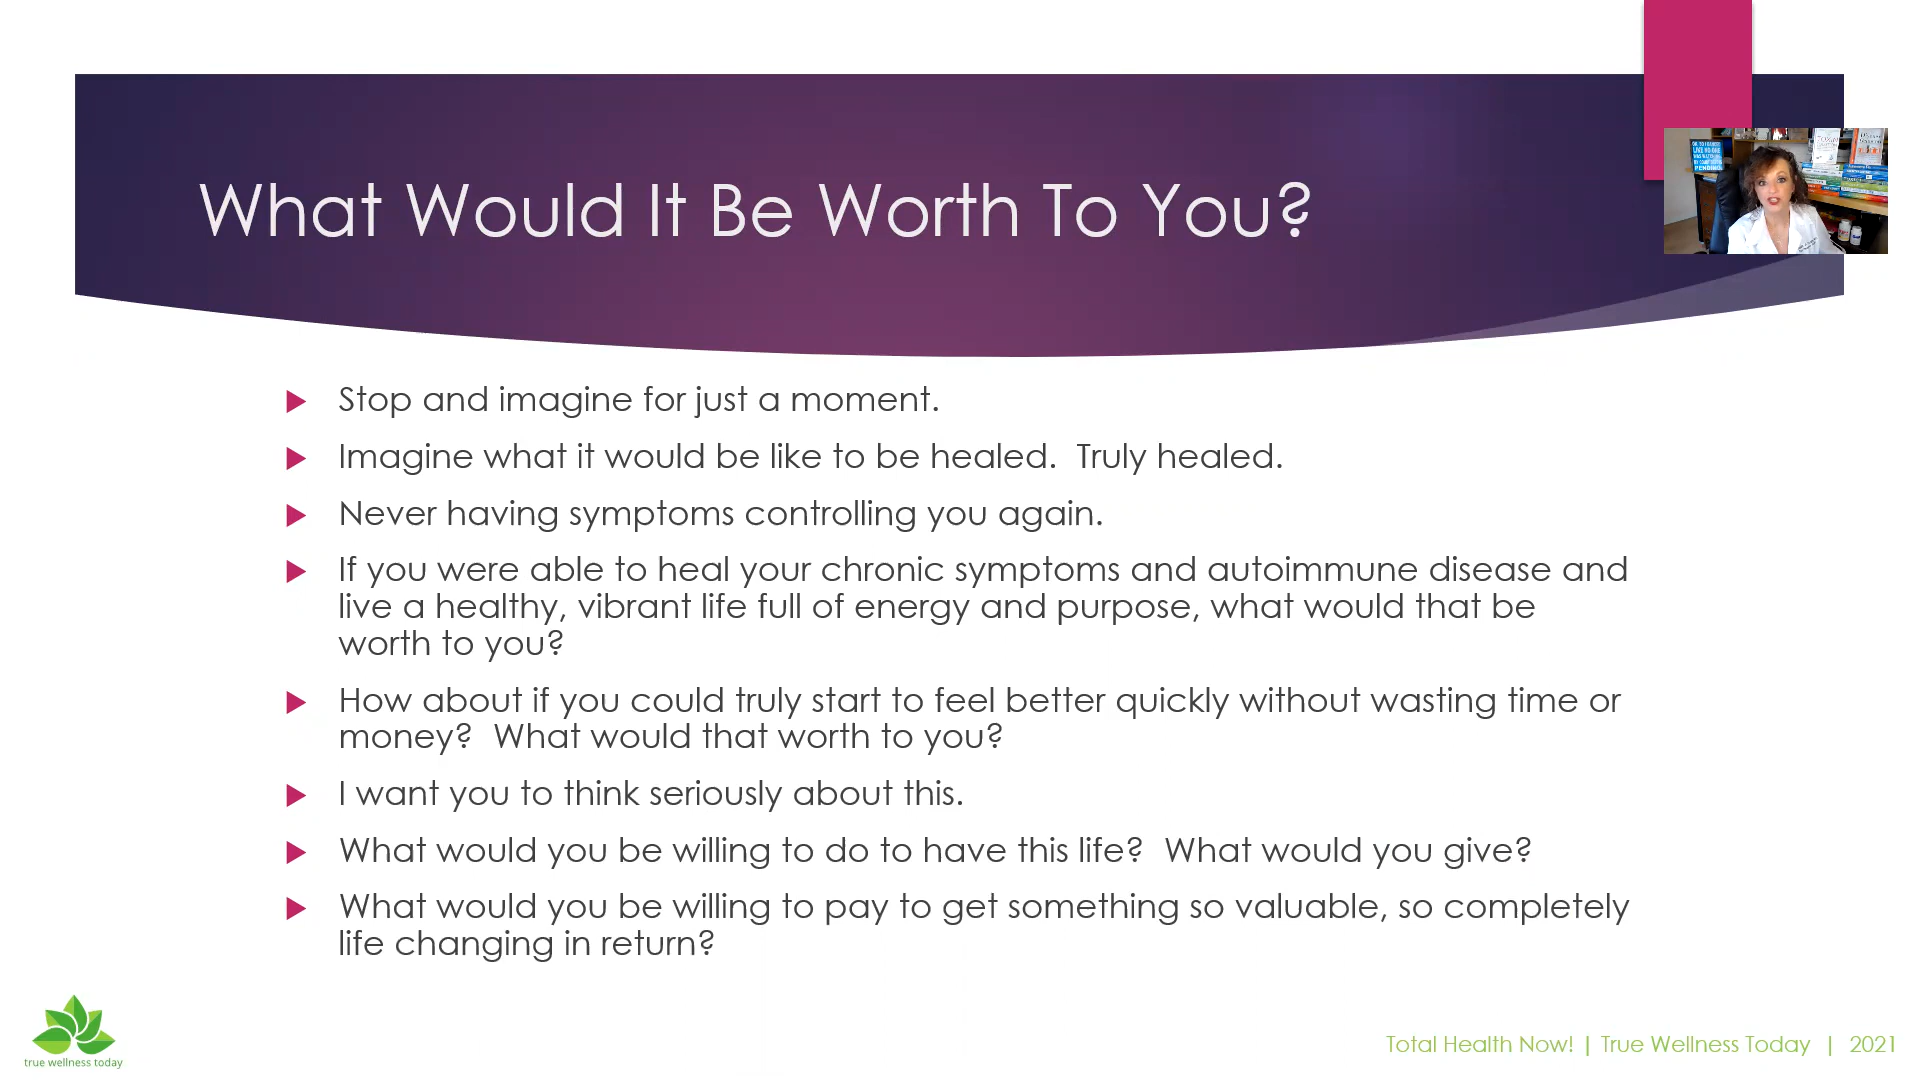 What Would It Be Worth To You?
PENDING
Stop and imagine for just a moment.
Imagine what it would be like to be healed.  Truly healed.
Never having symptoms controlling you again.
If you were able to heal your chronic symptoms and autoimmune disease and
live a healthy, vibrant life full of energy and purpose, what would that be
worth to you?
How about if you could truly start to feel better quickly without wasting time or
money?  What would that worth to you?
I want you to think seriously about this.
What would you be willing to do to have this life?  What would you give?
What would you be willing to pay to get something so valuable, so completely
life changing in return?
true wellness today
Total Health Now! | True Wellness Today | 2021